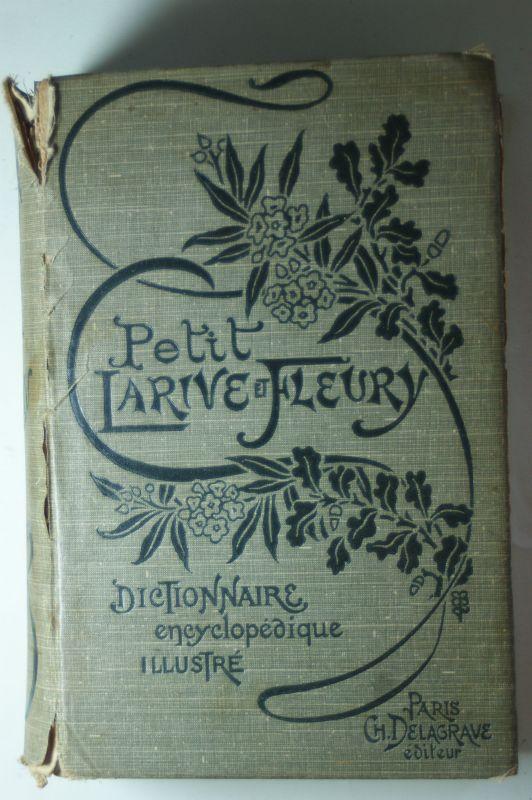 Petit
LARIVE ET FLEURY
DICTIONNAIRE
encyclopédique
ILLUSTRÉ
PARIS
CH. DELAGRAVE
éditeur